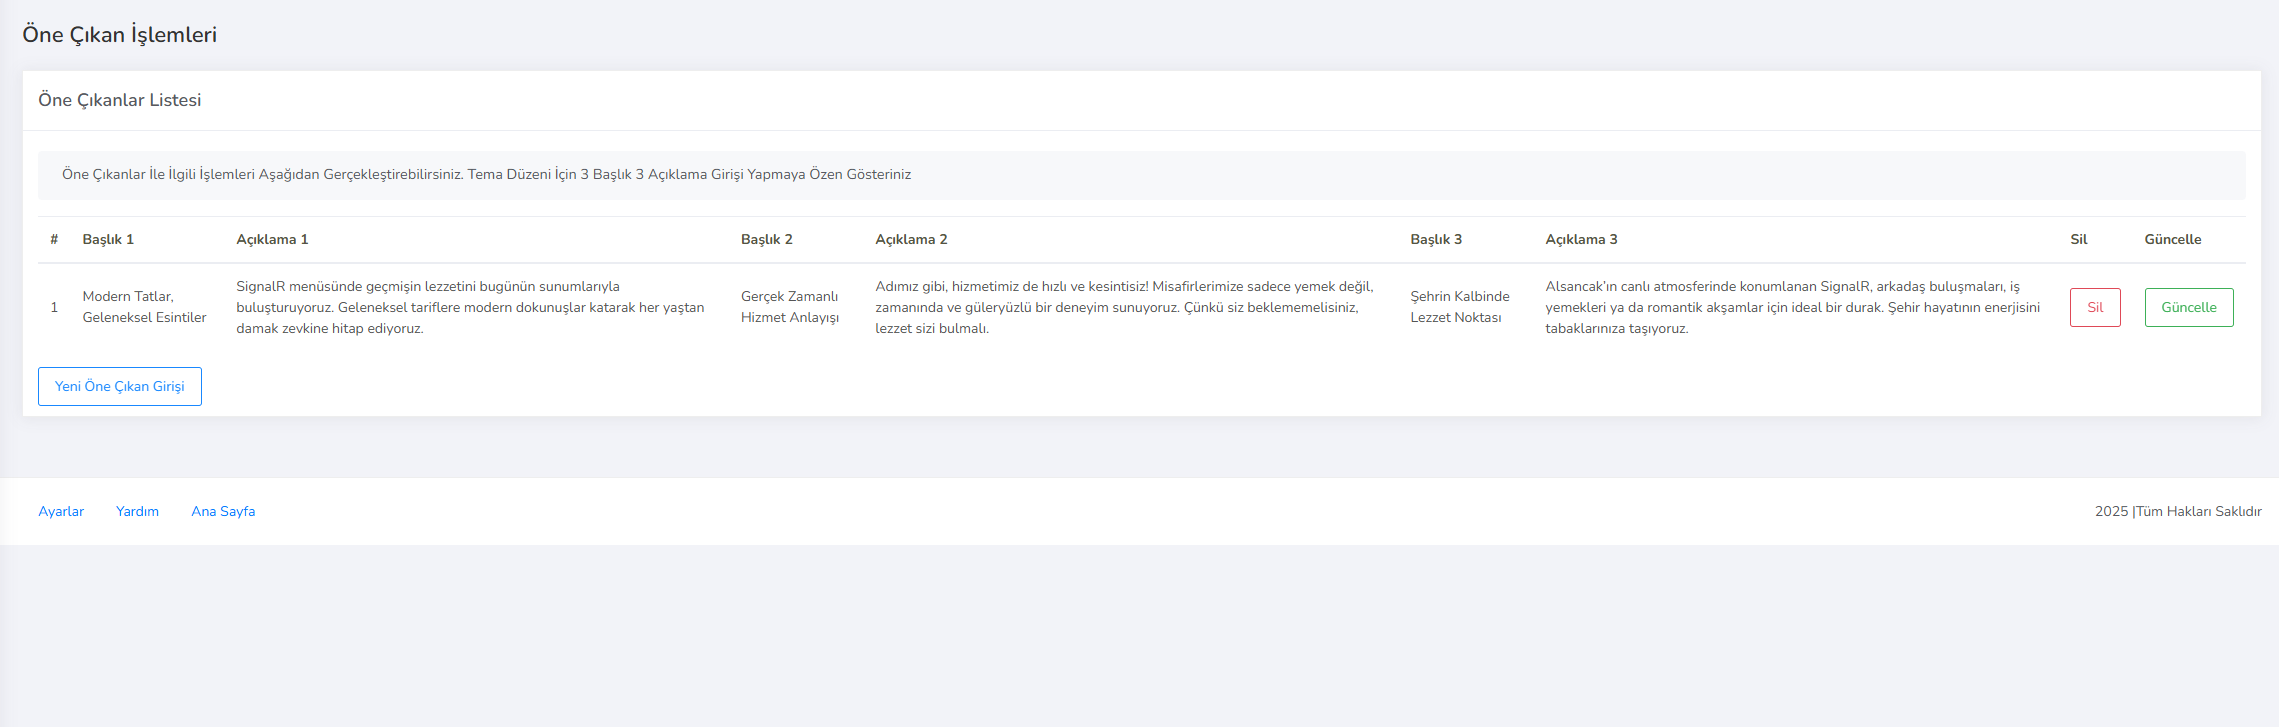 Öne Çıkan İşlemleri
Öne Çıkanlar Listesi
Öne Çıkanlar İle İlgili İşlemleri Aşağıdan Gerçekleştirebilirsiniz. Tema Düzeni İçin 3 Başlık 3 Açıklama Girişi Yapmaya Özen Gösteriniz
# Başlık 1 Açıklama 1 Başlık 2 Açıklama 2 Başlık 3 Açıklama 3 Sil Güncelle
1
Modern Tatlar,
Geleneksel Esintiler
SignalR menüsünde geçmişin lezzetini bugünün sunumlarıyla
buluşturuyoruz. Geleneksel tariflere modern dokunuşlar katarak her yaştan
damak zevkine hitap ediyoruz.
Gerçek Zamanlı
Hizmet Anlayışı
Adımız gibi, hizmetimiz de hızlı ve kesintisiz! Misafirlerimize sadece yemek değil,
zamanında ve güleryüzlü bir deneyim sunuyoruz. Çünkü siz beklememelisiniz,
lezzet sizi bulmalı.
Şehrin Kalbinde
Lezzet Noktası
Alsancak’ın canlı atmosferinde konumlanan SignalR, arkadaş buluşmaları, iş
yemekleri ya da romantik akşamlar için ideal bir durak. Şehir hayatının enerjisini
tabaklarınıza taşıyoruz.
Sil
Güncelle
Yeni Öne Çıkan Girişi
Ayarlar Yardım Ana Sayfa 2025 |Tüm Hakları Saklıdır